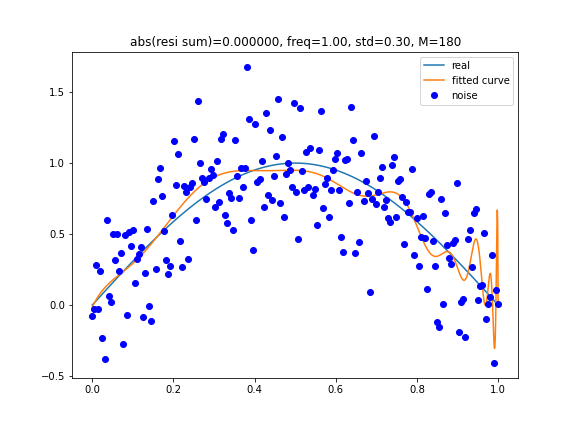 abs(resi sum)=0.000000, freq=1.00, std=0.30, M=180
real
fitted curve
noise
1.5
1.0
0.5
0.0
−0.5
0.0 0.2 0.4 0.6 0.8 1.0